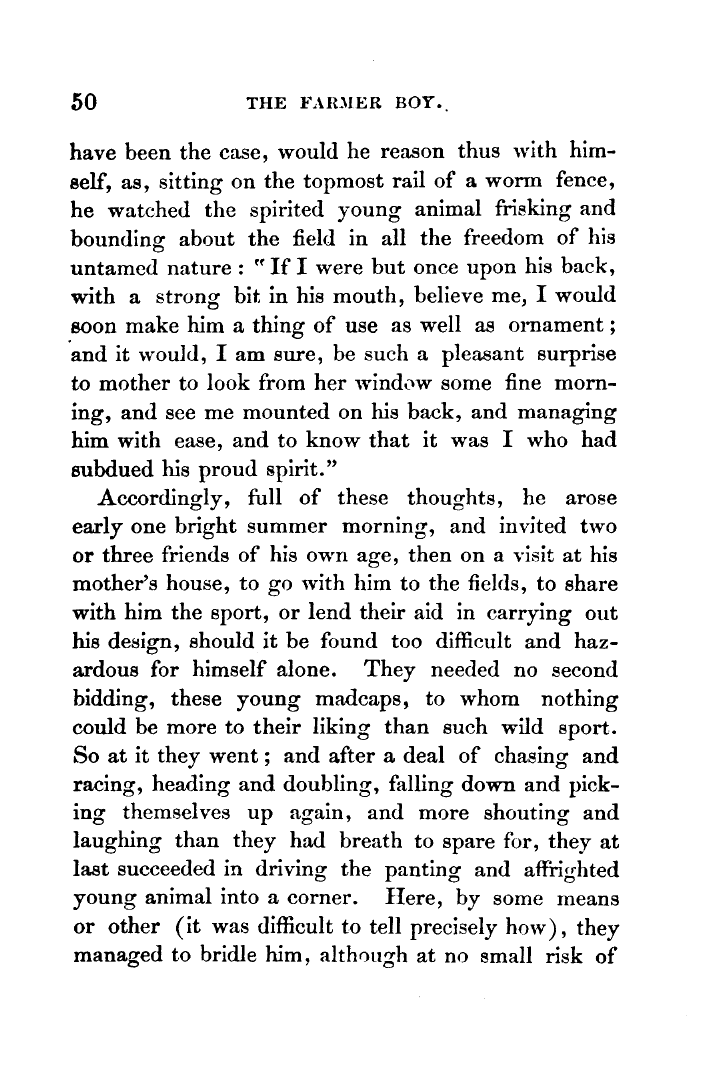 50 THE FARMER BOY.
have been the case, would he reason thus with him-
self, as, sitting on the topmost rail of a worm fence,
he watched the spirited young animal frisking and
bounding about the field in all the freedom of his
untamed nature : "If I were but once upon his back,
with a strong bit in his mouth, believe me, I would
soon make him a thing of use as well as ornament ;
and it would, I am sure, be such a pleasant surprise
to mother to look from her window some fine morn-
ing, and see me mounted on his back, and managing
him with ease, and to know that it was I who had
subdued his proud spirit."
Accordingly, full of these thoughts, he arose
early one bright summer morning, and invited two
or three friends of his own age, then on a visit at his
mother's house, to go with him to the fields, to share
with him the sport, or lend their aid in carrying out
his design, should it be found too difficult and haz-
ardous for himself alone. They needed no second
bidding, these young madcaps, to whom nothing
could be more to their liking than such wild sport.
So at it they went ; and after a deal of chasing and
racing, heading and doubling, falling down and pick-
ing themselves up again, and more shouting and
laughing than they had breath to spare for, they at
last succeeded in driving the panting and affrighted
young animal into a corner. Here, by some means
or other (it was difficult to tell precisely how), they
managed to bridle him, although at no small risk of